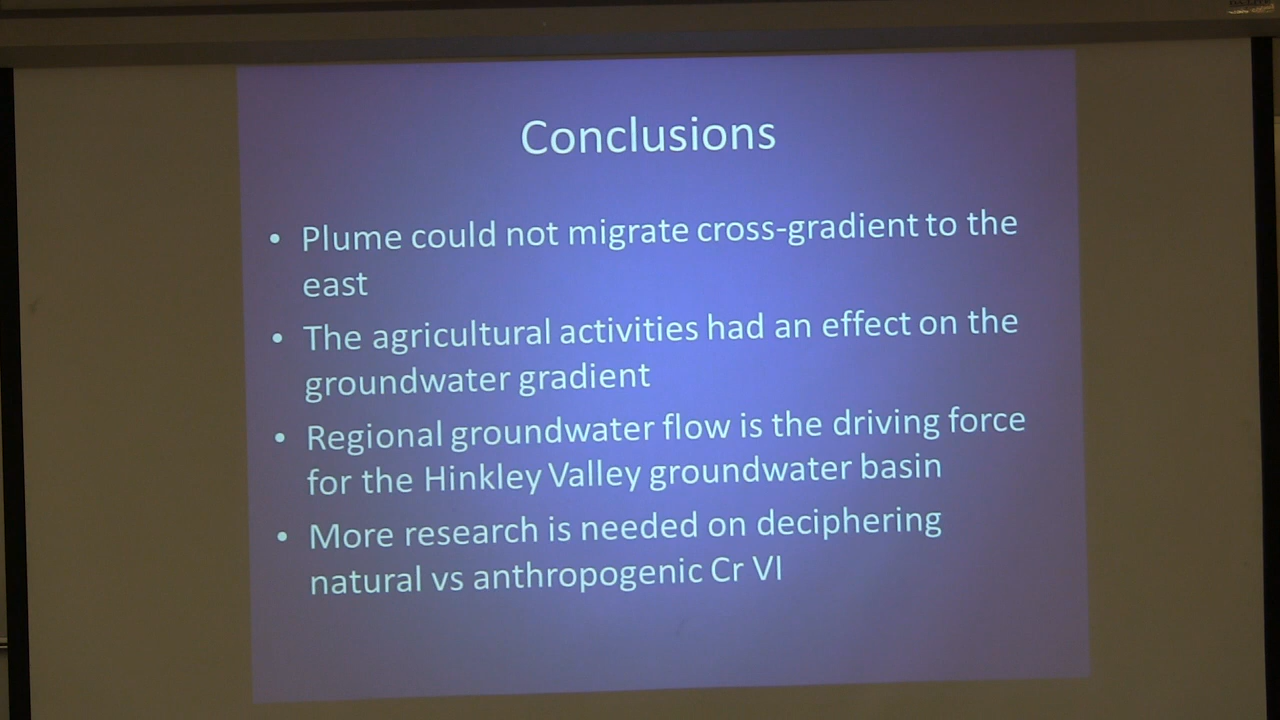 Conclusions
• Plume could not migrate cross-gradient to the
east
• The agricultural activities had an effect on the
groundwater gradient
• Regional groundwater flow is the driving force
for the Hinkley Valley groundwater basin
• More research is needed on deciphering
natural vs anthropogenic Cr VI